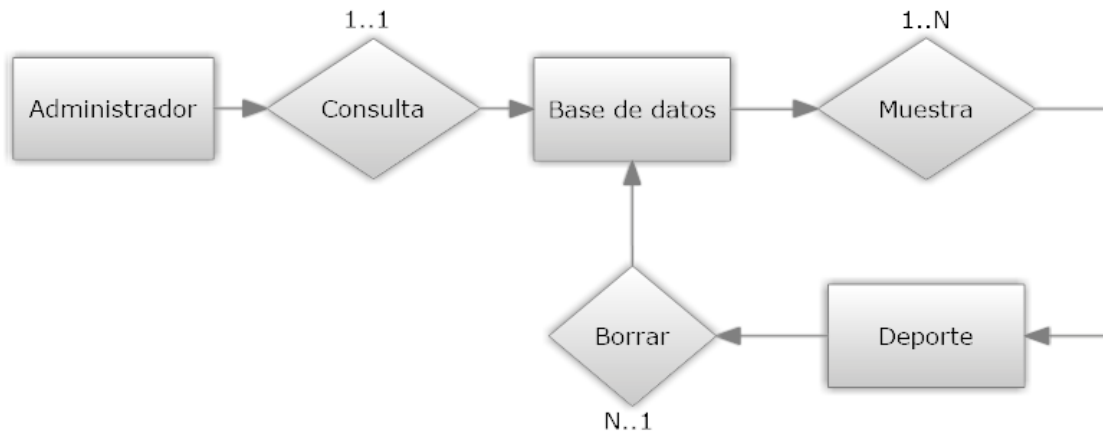 1..1
1..N
Administrador
Consulta
Base de datos
Muestra
Borrar
Deporte
N..1